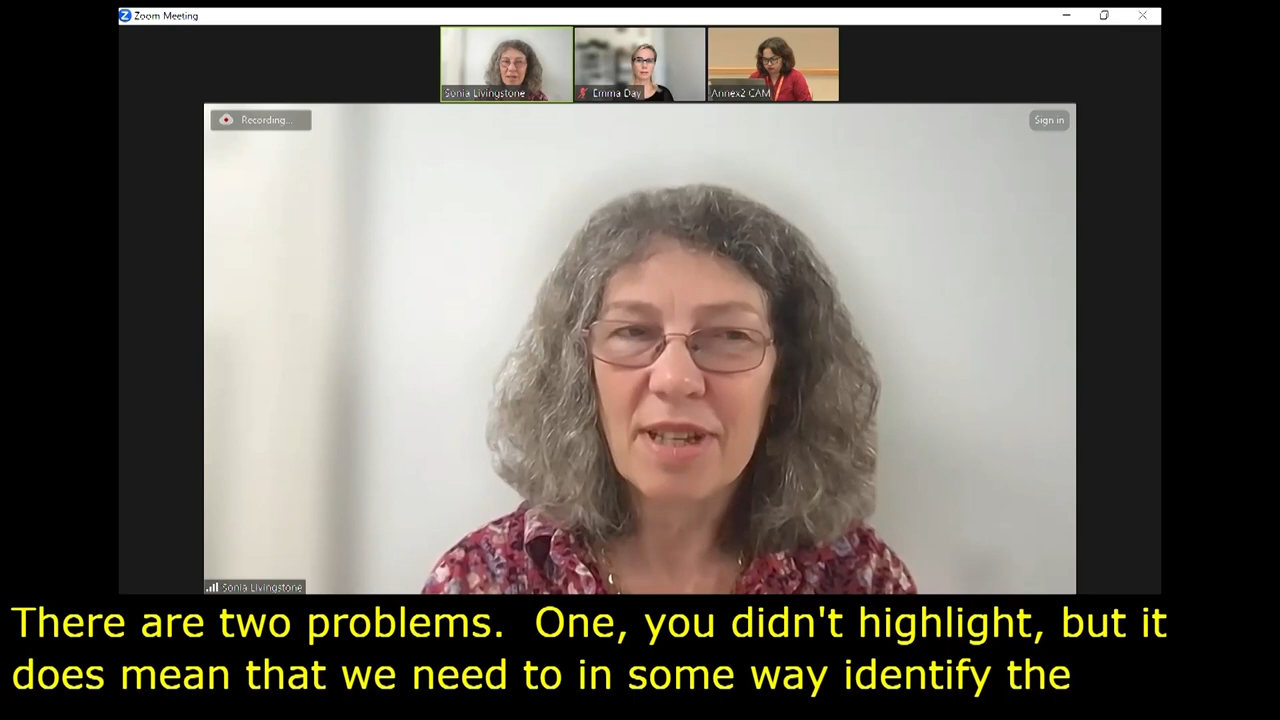 Zoom Meeting
Sonia Livingstone
Emma Day
Annex2 CAM
Recording...
Sign in
Sonia Livingstone
There are two problems.  One, you didn't highlight, but it
does mean that we need to in some way identify the